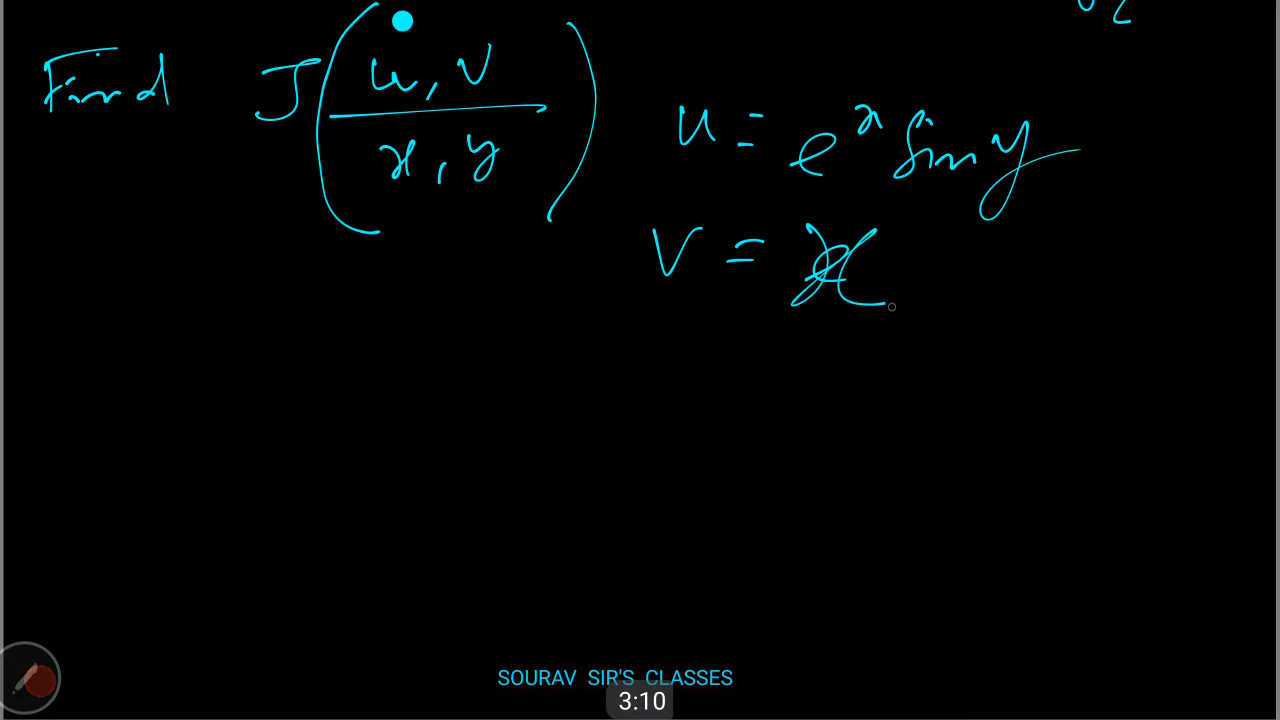 Find J(u, v / x, y) u = e^x sin y
v = x
SOURAV SIR'S CLASSES
3:10